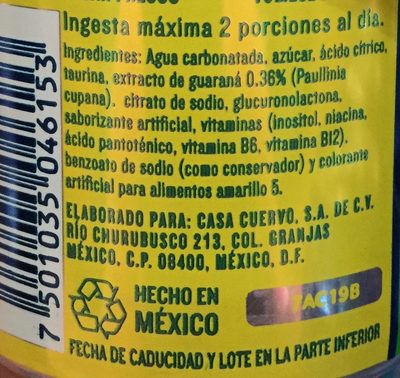 Ingesta máxima 2 porciones al día.
Ingredientes: Agua carbonatada, azúcar, ácido cítrico,
taurina, extracto de guaraná 0.36% (Paullinia
cupana). citrato de sodio, glucuronolactona,
saborizante artificial, vitaminas (inositol, niacina,
ácido pantoténico, vitamina B6, vitamina B12).
benzoato de sodio (como conservador) y colorante
artificial para alimentos amarillo 5.
ELABORADO PARA: CASA CUERVO, S.A. DE C.V.
RÍO CHURUBUSCO 213, COL. GRANJAS
MÉXICO, C.P. 08400, MÉXICO, D.F.
HECHO EN
MÉXICO
/AC19B
FECHA DE CADUCIDAD Y LOTE EN LA PARTE INFERIOR
7 501035 046153